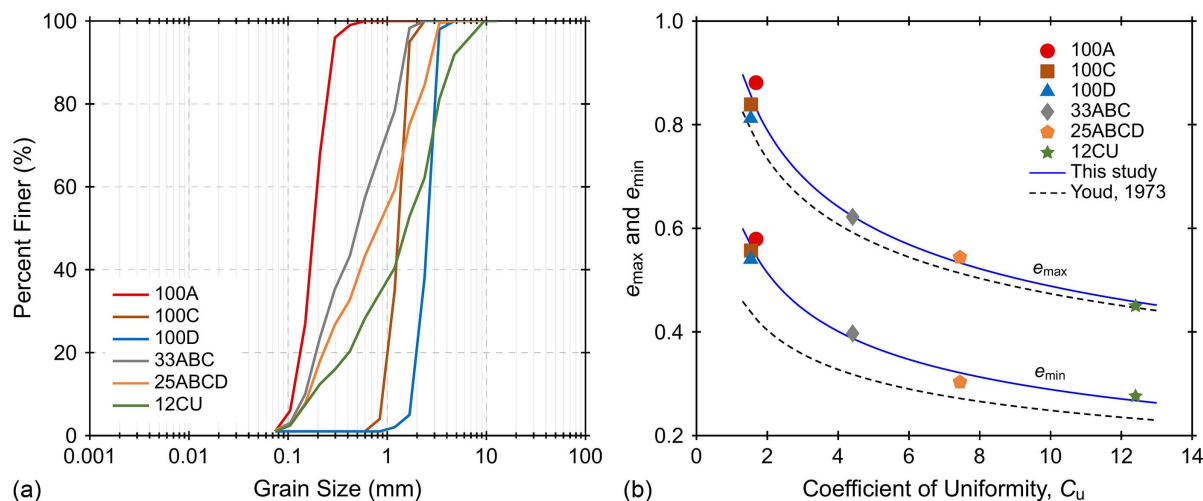 100
80
60
40
20
0
0.001
0.01
0.1
1
10
100
Percent Finer (%)
Grain Size (mm)
100A
100C
100D
33ABC
25ABCD
12CU
(a)
1.0
0.8
0.6
0.4
0.2
0
2
4
6
8
10
12
14
emax and emin
Coefficient of Uniformity, Cu
100A
100C
100D
33ABC
25ABCD
12CU
This study
Youd, 1973
emax
emin
(b)